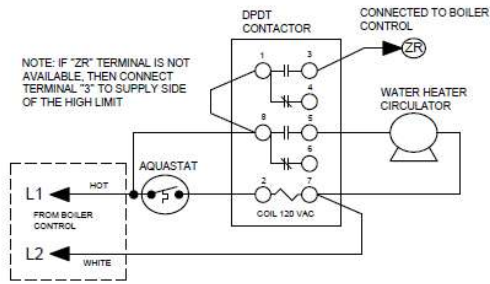 DPDT
CONTACTOR
CONNECTED TO BOILER
CONTROL
ZR
NOTE: IF "ZR" TERMINAL IS NOT
AVAILABLE, THEN CONNECT
TERMINAL "3" TO SUPPLY SIDE
OF THE HIGH LIMIT
1
3
4
WATER HEATER
CIRCULATOR
8
5
6
AQUASTAT
2
7
COIL 120 VAC
L1
HOT
FROM BOILER
CONTROL
L2
WHITE